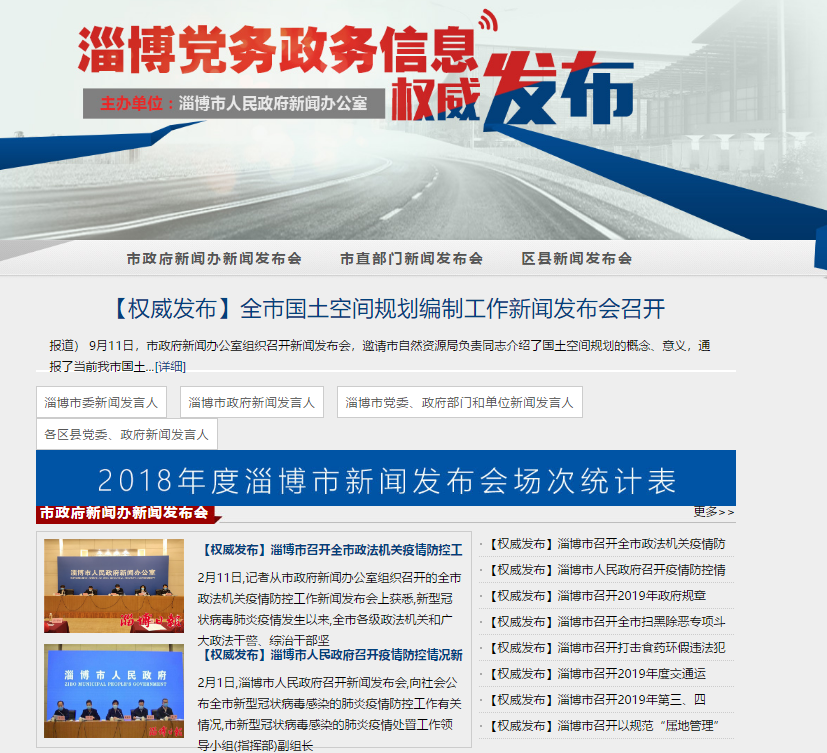 淄博党务政务信息
权威发布
主办单位：淄博市人民政府新闻办公室
市政府新闻办新闻发布会 市直部门新闻发布会 区县新闻发布会
【权威发布】全市国土空间规划编制工作新闻发布会召开
报道） 9月11日，市政府新闻办公室组织召开新闻发布会，邀请市自然资源局负责同志介绍了国土空间规划的概念、意义，通
报了当前我市国土...[详细]
淄博市委新闻发言人 淄博市政府新闻发言人 淄博市党委、政府部门和单位新闻发言人
各区县党委、政府新闻发言人
2018年度淄博市新闻发布会场次统计表
市政府新闻办新闻发布会 更多>>
淄博市人民政府新闻办公室
淄博日报
【权威发布】淄博市召开全市政法机关疫情防控工
2月11日,记者从市政府新闻办公室组织召开的全市
政法机关疫情防控工作新闻发布会上获悉,新型冠
状病毒肺炎疫情发生以来,全市各级政法机关和广
大政法干警、综治干部坚
淄博市人民政府
ZIBO MUNICIPAL PEOPLE'S GOVERNMENT
【权威发布】淄博市人民政府召开疫情防控情况新
2月1日,淄博市人民政府召开新闻发布会,向社会公
布全市新型冠状病毒感染的肺炎疫情防控工作有关
情况,市新型冠状病毒感染的肺炎疫情处置工作领
导小组(指挥部)副组长
· 【权威发布】淄博市召开全市政法机关疫情防
· 【权威发布】淄博市人民政府召开疫情防控情
· 【权威发布】淄博市召开2019年政府规章
· 【权威发布】淄博市召开全市扫黑除恶专项斗
· 【权威发布】淄博市召开打击食药环假违法犯
· 【权威发布】淄博市召开2019年度交通运
· 【权威发布】淄博市召开2019年第三、四
· 【权威发布】淄博市召开以规范“属地管理”